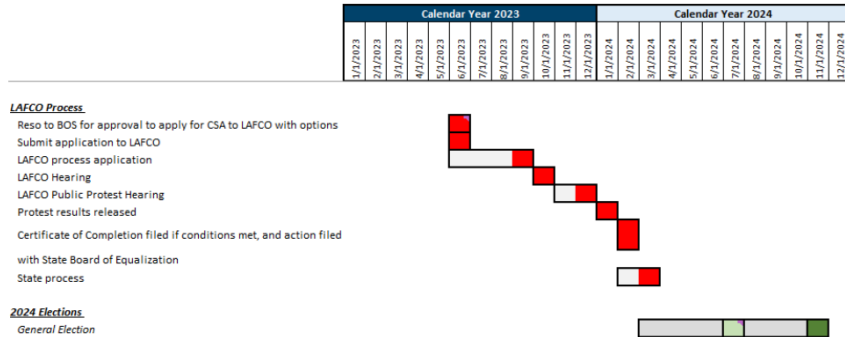 Calendar Year 2023 Calendar Year 2024
1/1/2023 2/1/2023 3/1/2023 4/1/2023 5/1/2023 6/1/2023 7/1/2023 8/1/2023 9/1/2023 10/1/2023 11/1/2023 12/1/2023 1/1/2024 2/1/2024 3/1/2024 4/1/2024 5/1/2024 6/1/2024 7/1/2024 8/1/2024 9/1/2024 10/1/2024 11/1/2024 12/1/2024
LAFCO Process
Reso to BOS for approval to apply for CSA to LAFCO with options
Submit application to LAFCO
LAFCO process application
LAFCO Hearing
LAFCO Public Protest Hearing
Protest results released
Certificate of Completion filed if conditions met, and action filed
with State Board of Equalization
State process
2024 Elections
General Election